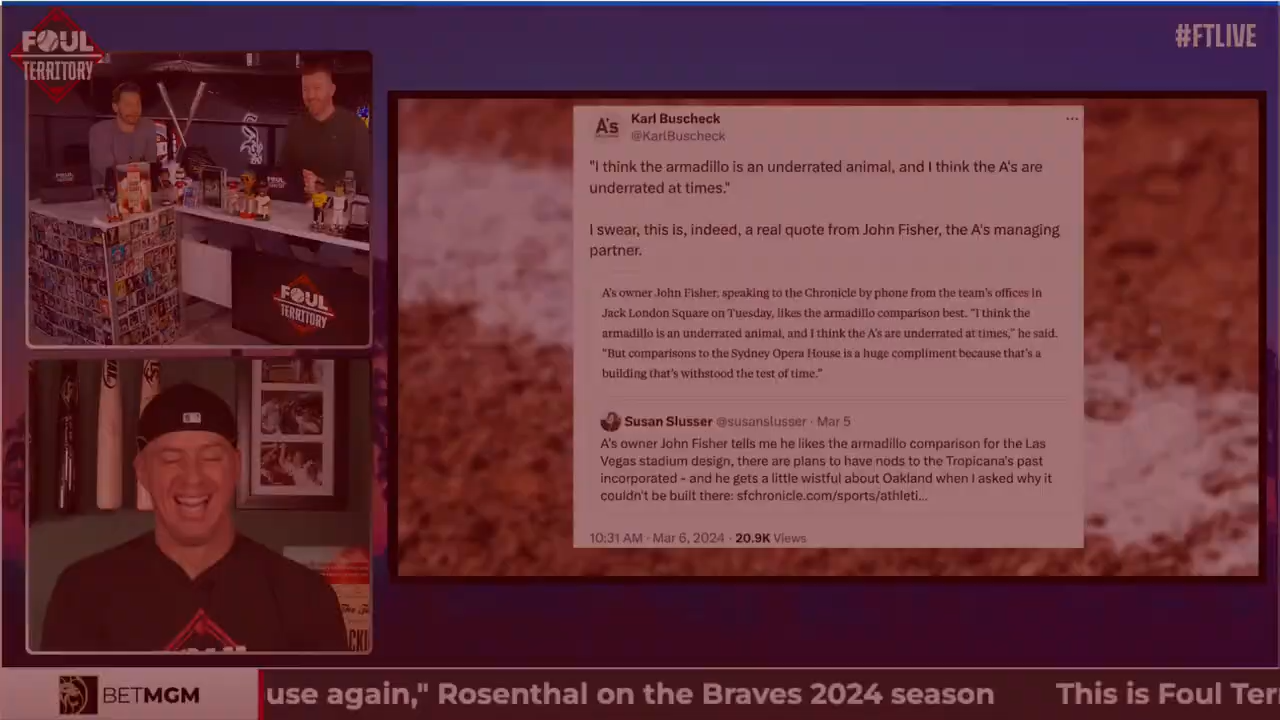 FOUL
TERRITORY
#FTLIVE
A's
Karl Buscheck
@KarlBuscheck
"I think the armadillo is an underrated animal, and I think the A's are
underrated at times."
I swear, this is, indeed, a real quote from John Fisher, the A's managing
partner.
A's owner John Fisher, speaking to the Chronicle by phone from the team's offices in
Jack London Square on Tuesday, likes the armadillo comparison best. "I think the
armadillo is an underrated animal, and I think the A's are underrated at times," he said.
"But comparisons to the Sydney Opera House is a huge compliment because that's a
building that's withstood the test of time."
Susan Slusser @susanslusser · Mar 5
A's owner John Fisher tells me he likes the armadillo comparison for the Las
Vegas stadium design, there are plans to have nods to the Tropicana's past
incorporated - and he gets a little wistful about Oakland when I asked why it
couldn't be built there: sfchronicle.com/sports/athleti...
10:31 AM · Mar 6, 2024 · 20.9K Views
Sox
FOUL
TERRITORY
BETMGM
use again," Rosenthal on the Braves 2024 season
This is Foul Terr